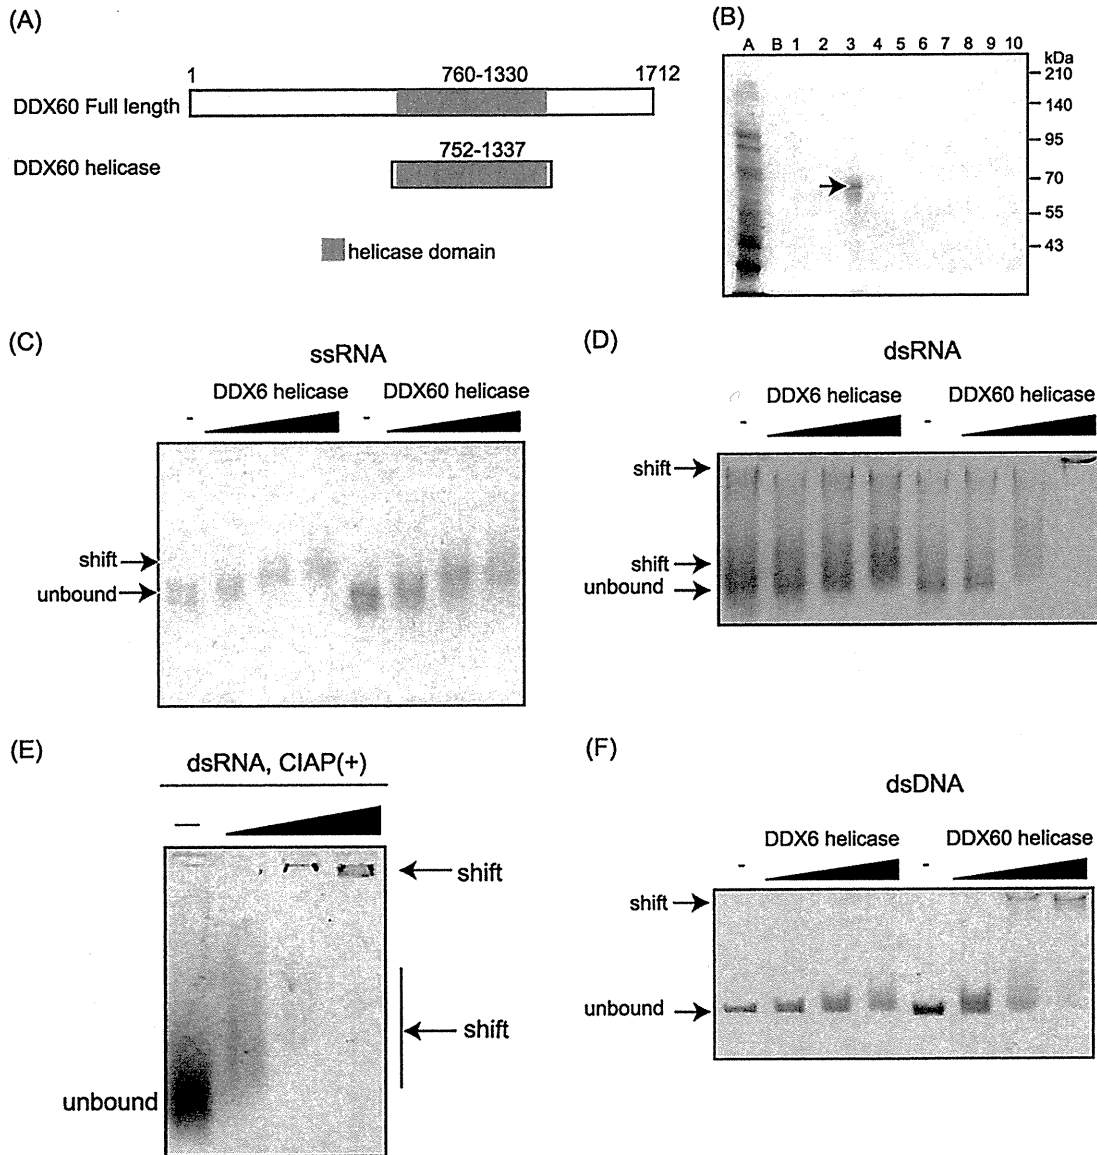 (A)
1 760-1330 1712
DDX60 Full length
752-1337
DDX60 helicase
helicase domain
(B)
A B 1 2 3 4 5 6 7 8 9 10
kDa
210
140
95
70
55
43
(C)
ssRNA
DDX6 helicase DDX60 helicase
- -
shift
unbound
(D)
dsRNA
DDX6 helicase DDX60 helicase
- -
shift
shift
unbound
(E)
dsRNA, CIAP(+)
—
shift
shift
unbound
(F)
dsDNA
DDX6 helicase DDX60 helicase
- -
shift
unbound